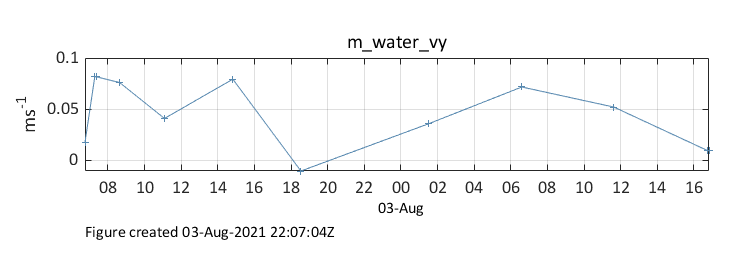 m_water_vy
0.1
0.05
0
ms-1
08 10 12 14 16 18 20 22 00 02 04 06 08 10 12 14 16
03-Aug
Figure created 03-Aug-2021 22:07:04Z